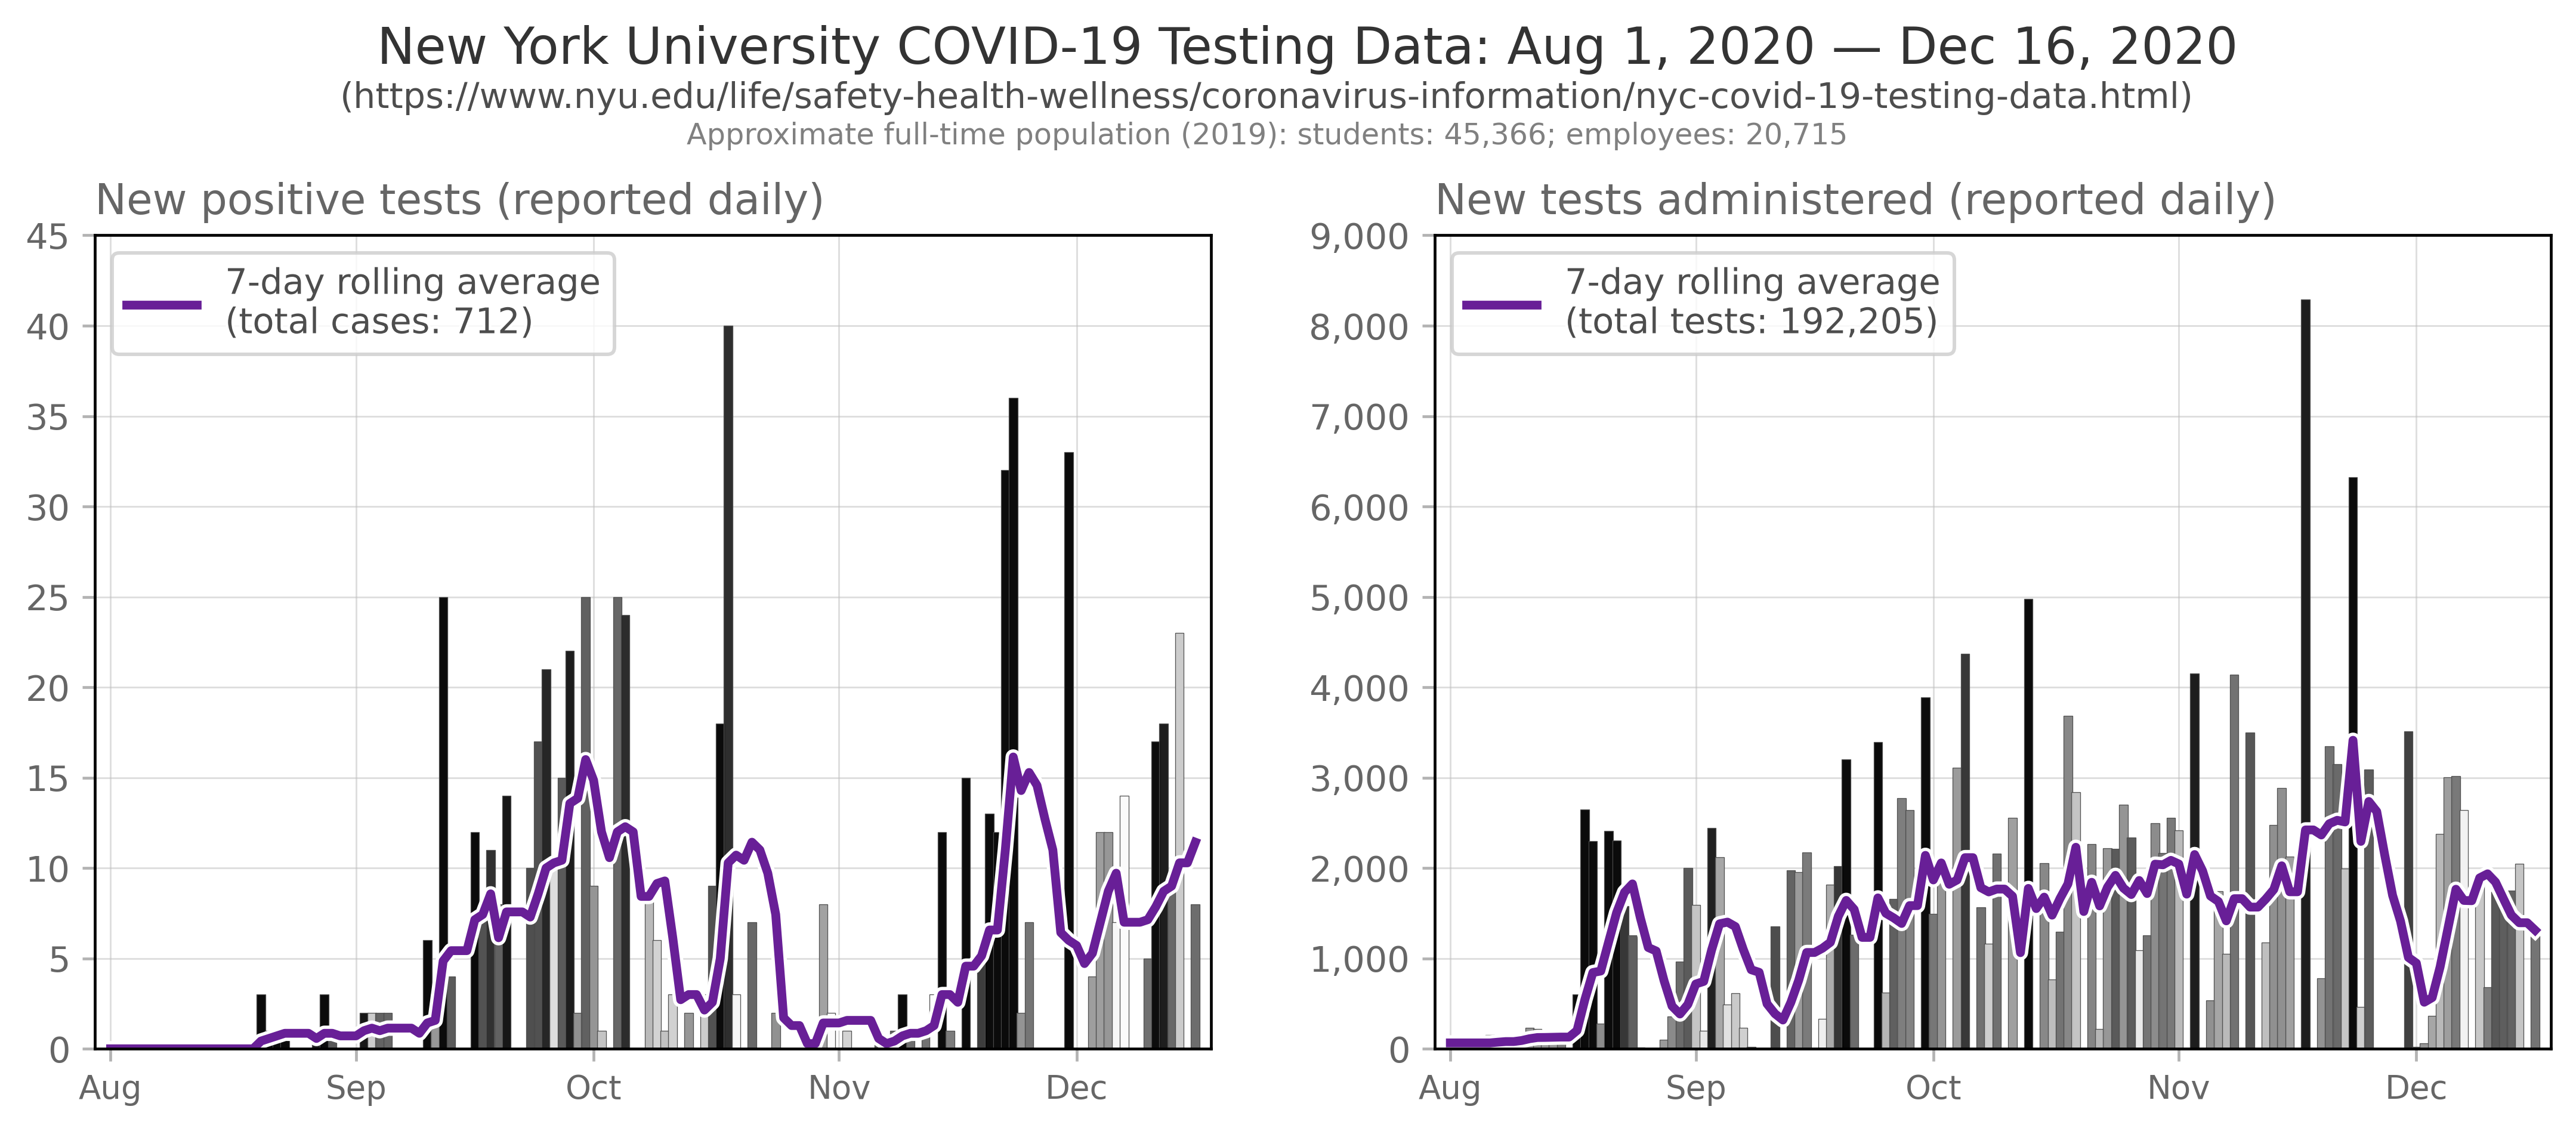 New York University COVID-19 Testing Data: Aug 1, 2020 — Dec 16, 2020
(https://www.nyu.edu/life/safety-health-wellness/coronavirus-information/nyc-covid-19-testing-data.html)
Approximate full-time population (2019): students: 45,366; employees: 20,715
New positive tests (reported daily)
45
40
35
30
25
20
15
10
5
0
7-day rolling average
(total cases: 712)
Aug
Sep
Oct
Nov
Dec
New tests administered (reported daily)
9,000
8,000
7,000
6,000
5,000
4,000
3,000
2,000
1,000
0
7-day rolling average
(total tests: 192,205)
Aug
Sep
Oct
Nov
Dec